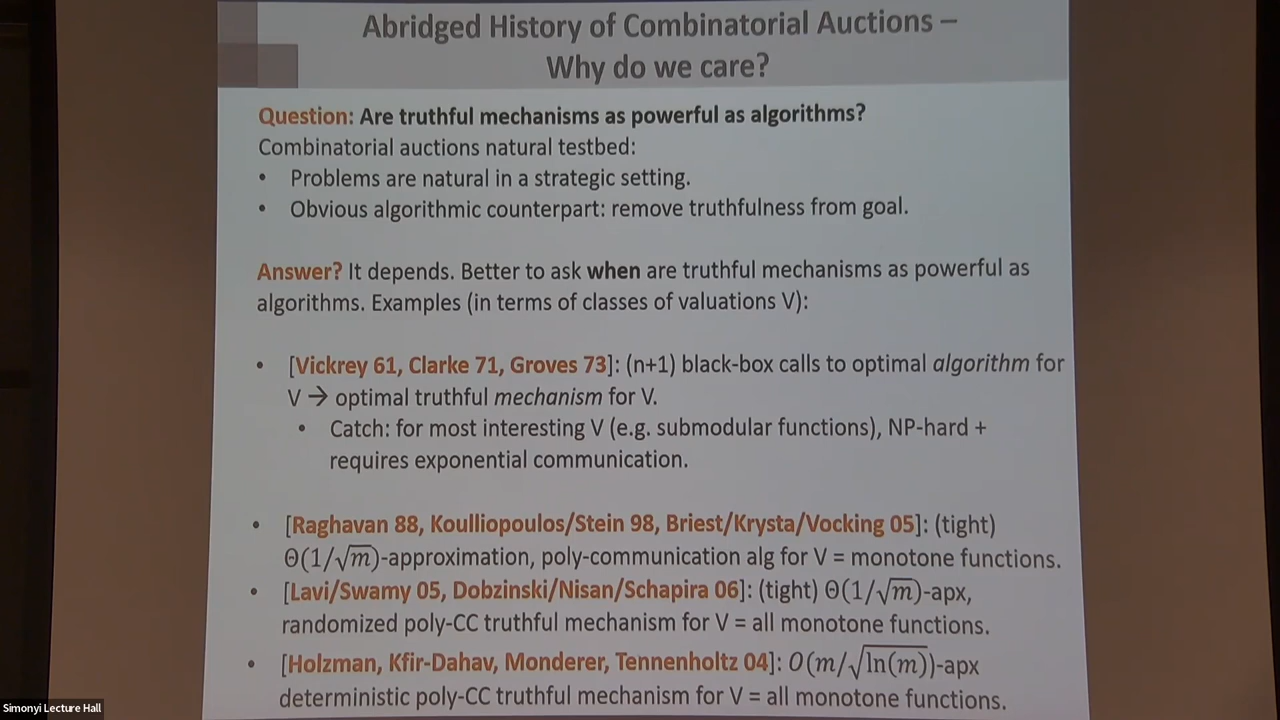 Abridged History of Combinatorial Auctions –
Why do we care?
Question: Are truthful mechanisms as powerful as algorithms?
Combinatorial auctions natural testbed:
• Problems are natural in a strategic setting.
• Obvious algorithmic counterpart: remove truthfulness from goal.
Answer? It depends. Better to ask when are truthful mechanisms as powerful as
algorithms. Examples (in terms of classes of valuations V):
• [Vickrey 61, Clarke 71, Groves 73]: (n+1) black-box calls to optimal algorithm for
V → optimal truthful mechanism for V.
• Catch: for most interesting V (e.g. submodular functions), NP-hard +
requires exponential communication.
• [Raghavan 88, Koulliopoulos/Stein 98, Briest/Krysta/Vocking 05]: (tight)
Θ(1/√m)-approximation, poly-communication alg for V = monotone functions.
• [Lavi/Swamy 05, Dobzinski/Nisan/Schapira 06]: (tight) Θ(1/√m)-apx,
randomized poly-CC truthful mechanism for V = all monotone functions.
• [Holzman, Kfir-Dahav, Monderer, Tennenholtz 04]: O(m/√ln(m))-apx
deterministic poly-CC truthful mechanism for V = all monotone functions.
Simonyi Lecture Hall